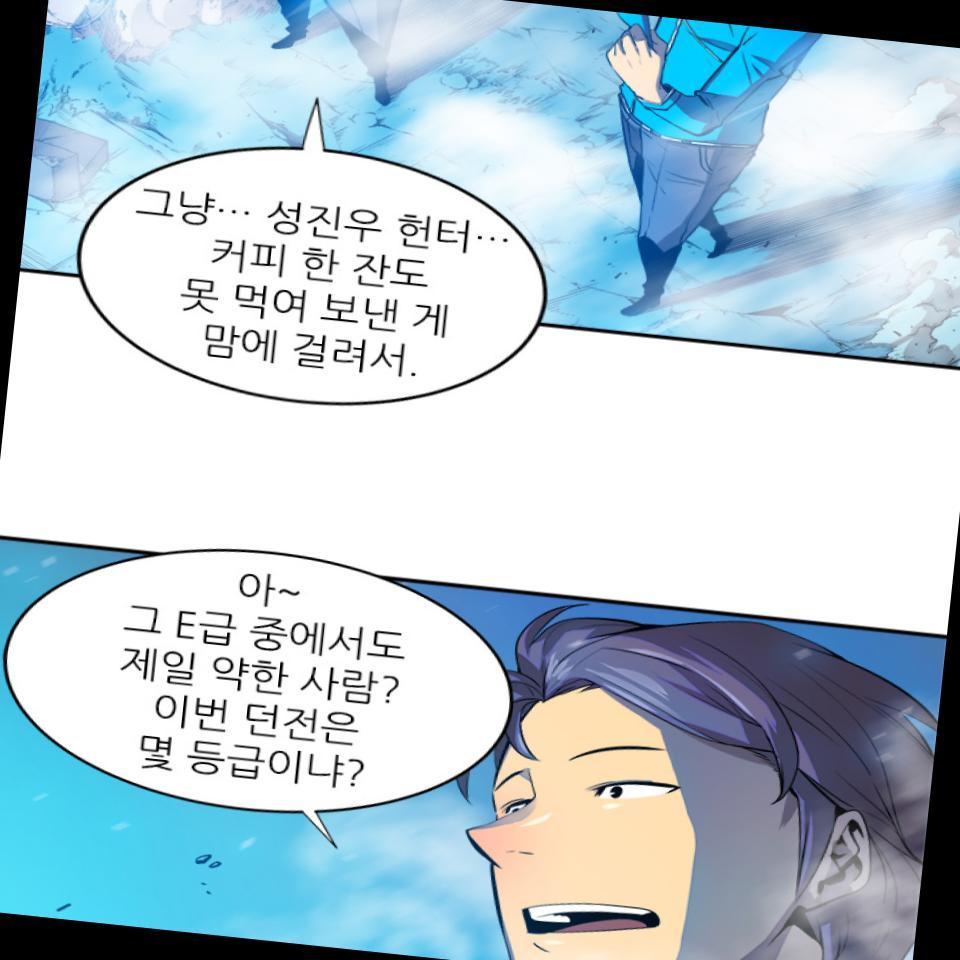 그냥… 성진우 헌터…
커피 한 잔도
못 먹여 보낸 게
맘에 걸려서.
아~
그 E급 중에서도
제일 약한 사람?
이번 던전은
몇 등급이냐?